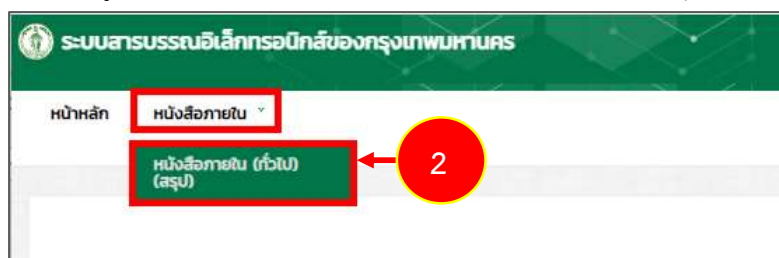 ระบบสารบรรณอิเล็กทรอนิกส์ของกรุงเทพมหานคร
หน้าหลัก หนังสือภายใน
หนังสือภายใน (ทั่วไป)
(สรุป)
2